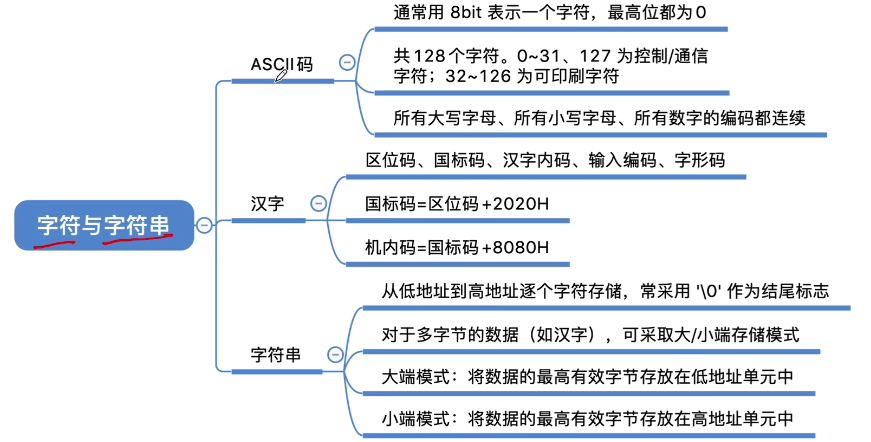 通常用 8bit 表示一个字符，最高位都为0
ASCII码
共128个字符。0~31、127 为控制/通信
字符；32~126 为可印刷字符
所有大写字母、所有小写字母、所有数字的编码都连续
区位码、国标码、汉字内码、输入编码、字形码
字符与字符串
汉字
国标码=区位码+2020H
机内码=国标码+8080H
从低地址到高地址逐个字符存储，常采用 '\0' 作为结尾标志
对于多字节的数据（如汉字），可采取大/小端存储模式
字符串
大端模式：将数据的最高有效字节存放在低地址单元中
小端模式：将数据的最高有效字节存放在高地址单元中